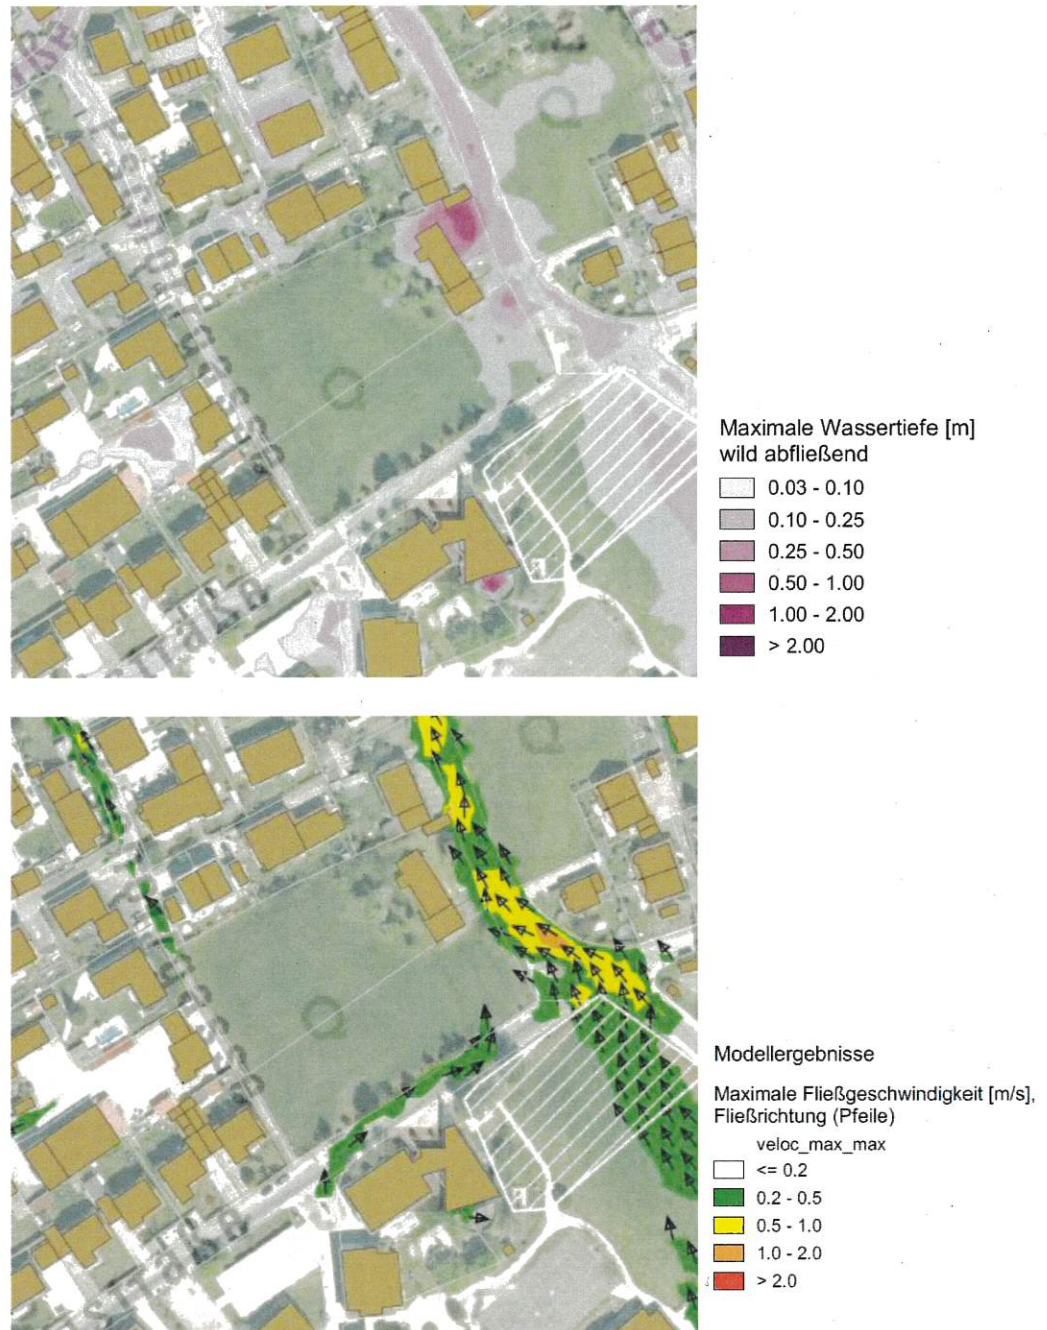 Maximale Wassertiefe [m]
wild abfließend
0.03 - 0.10
0.10 - 0.25
0.25 - 0.50
0.50 - 1.00
1.00 - 2.00
> 2.00
Modellergebnisse
Maximale Fließgeschwindigkeit [m/s],
Fließrichtung (Pfeile)
veloc_max_max
<= 0.2
0.2 - 0.5
0.5 - 1.0
1.0 - 2.0
> 2.0